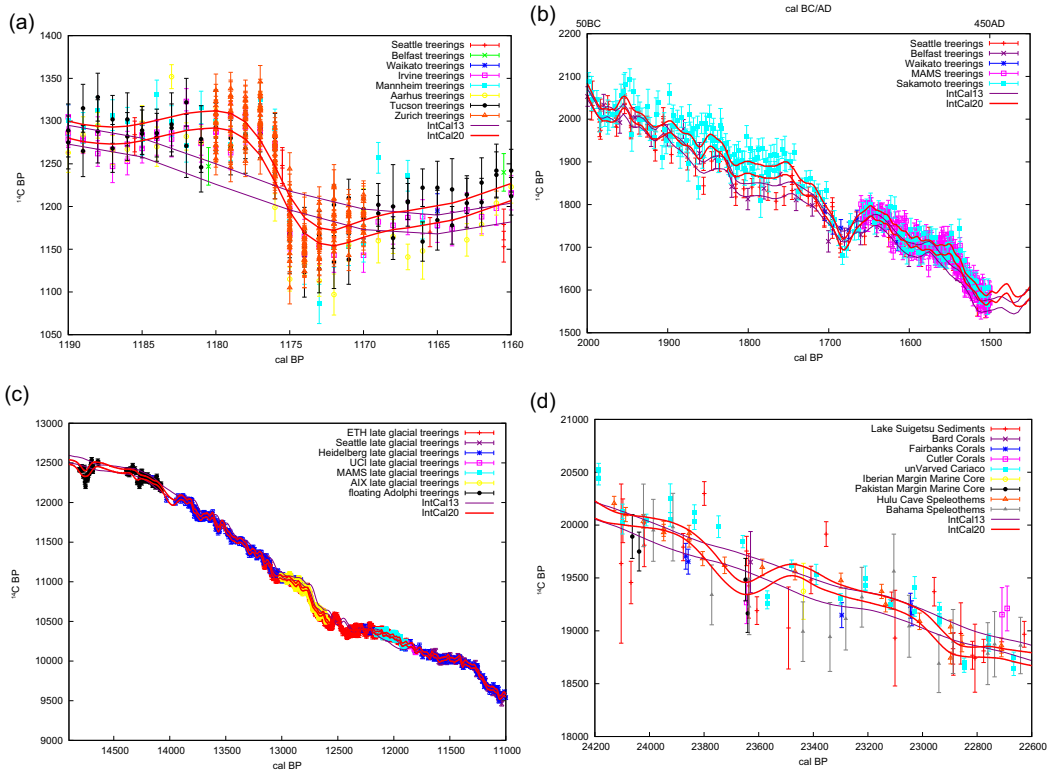 (a)
1400
1350
1300
1250
1200
1150
1100
1050
¹⁴C BP
1190
1185
1180
1175
1170
1165
1160
cal BP
Seattle treerings
Belfast treerings
Waikato treerings
Irvine treerings
Mannheim treerings
Aarhus treerings
Tucson treerings
Zurich treerings
IntCal13
IntCal20
(b)
cal BC/AD
50BC
450AD
2200
2100
2000
1900
1800
1700
1600
1500
¹⁴C BP
2000
1900
1800
1700
1600
1500
cal BP
Seattle treerings
Belfast treerings
Waikato treerings
MAMS treerings
Sakamoto treerings
IntCal13
IntCal20
(c)
13000
12500
12000
11500
11000
10500
10000
9500
9000
¹⁴C BP
14500
14000
13500
13000
12500
12000
11500
11000
cal BP
ETH late glacial treerings
Seattle late glacial treerings
Heidelberg late glacial treerings
UCI late glacial treerings
MAMS late glacial treerings
AIX late glacial treerings
floating Adolphi treerings
IntCal13
IntCal20
(d)
21000
20500
20000
19500
19000
18500
18000
¹⁴C BP
24200
24000
23800
23600
23400
23200
23000
22800
22600
cal BP
Lake Suigetsu Sediments
Bard Corals
Fairbanks Corals
Cutler Corals
unVarved Cariaco
Iberian Margin Marine Core
Pakistan Margin Marine Core
Hulu Cave Speleothems
Bahama Speleothems
IntCal13
IntCal20